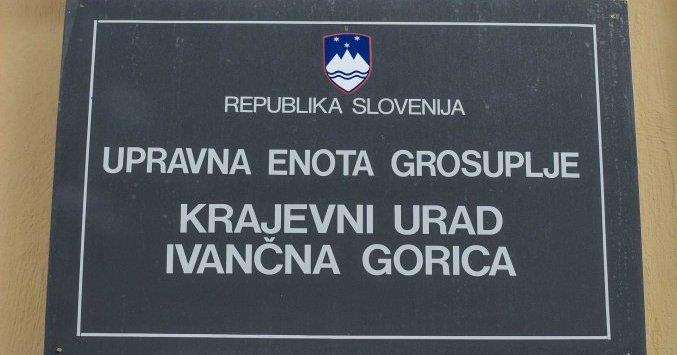 REPUBLIKA SLOVENIJA
UPRAVNA ENOTA GROSUPLJE
KRAJEVNI URAD
IVANČNA GORICA